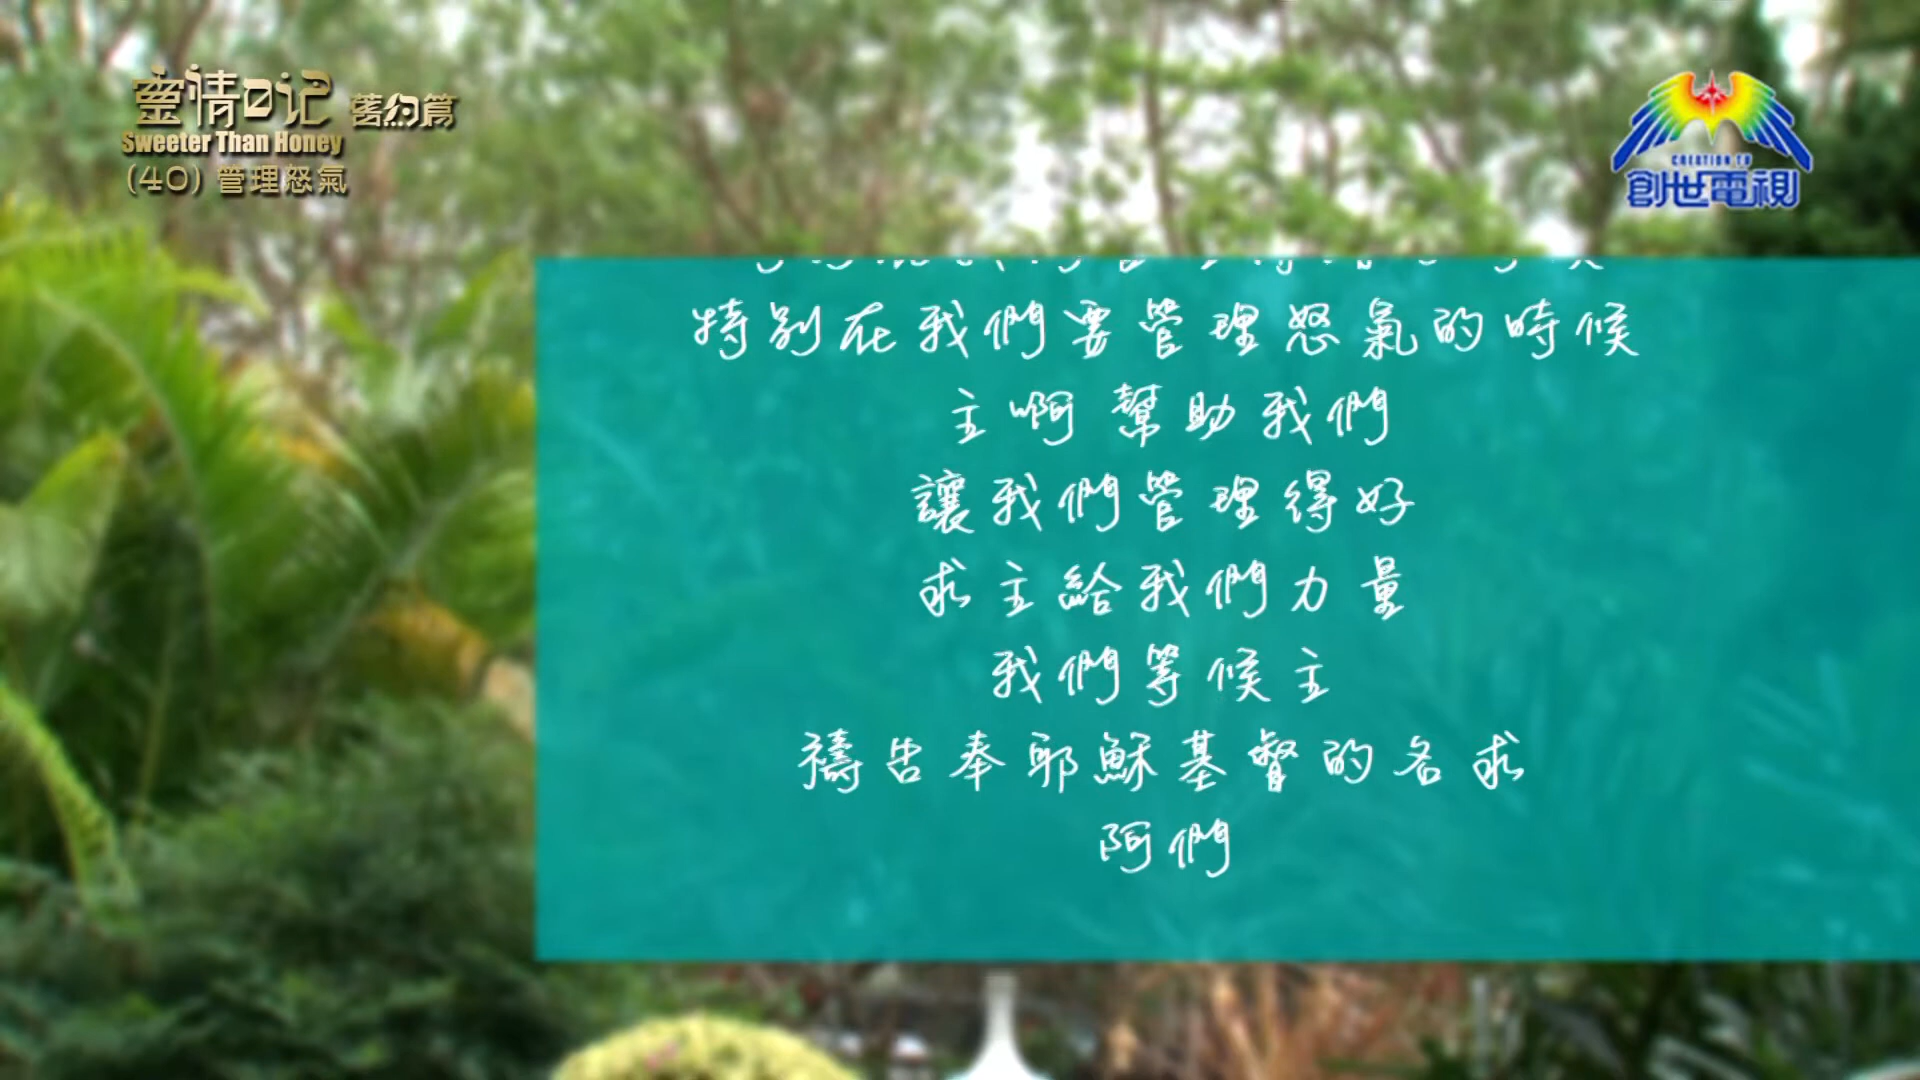 靈情日记 舊約篇
Sweeter Than Honey
(40) 管理怒氣
CREATION TV
創世電視
特別在我們要管理怒氣的時候
主啊 幫助我們
讓我們管理得好
求主給我們力量
我們等候主
禱告奉耶穌基督的名求
阿們